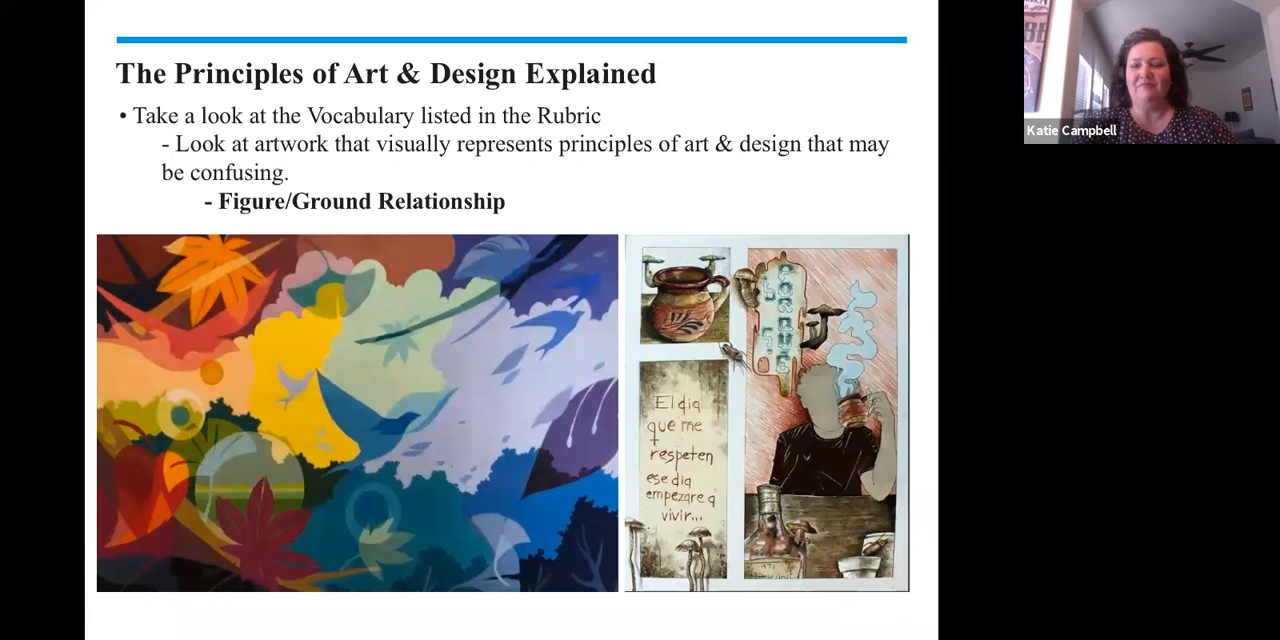 The Principles of Art & Design Explained
• Take a look at the Vocabulary listed in the Rubric
- Look at artwork that visually represents principles of art & design that may
be confusing.
- Figure/Ground Relationship
El dia
que me
respeten
ese dia
empezare a
vivir...
Katie Campbell